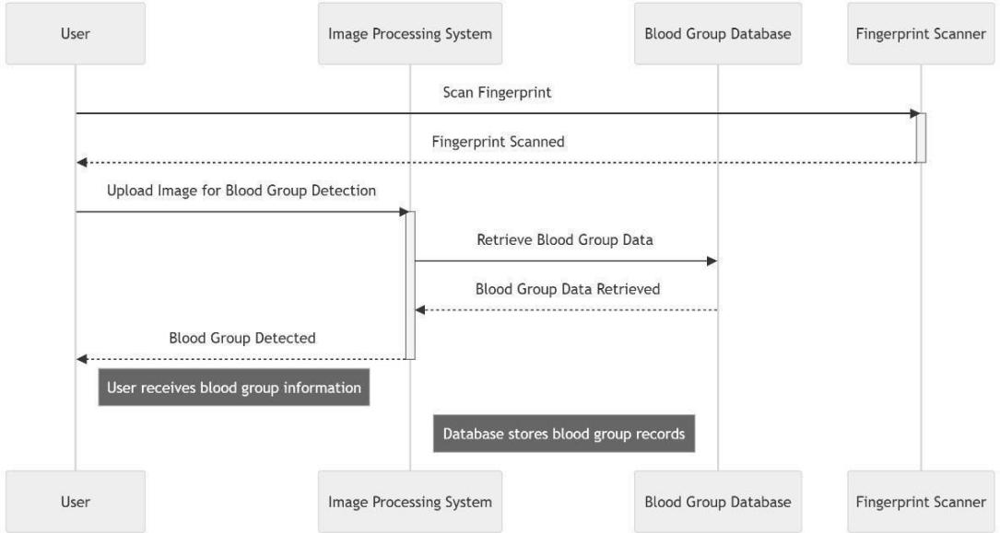 User
Image Processing System
Blood Group Database
Fingerprint Scanner
Scan Fingerprint
Fingerprint Scanned
Upload Image for Blood Group Detection
Retrieve Blood Group Data
Blood Group Data Retrieved
Blood Group Detected
User receives blood group information
Database stores blood group records
User
Image Processing System
Blood Group Database
Fingerprint Scanner